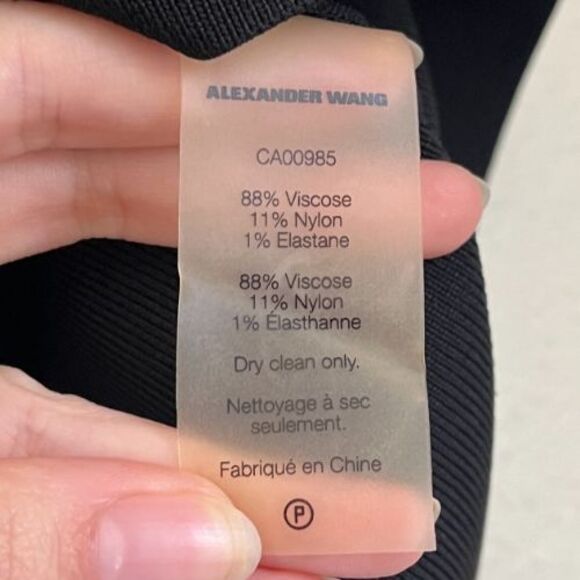 ALEXANDER WANG
CA00985
88% Viscose
11% Nylon
1% Elastane
88% Viscose
11% Nylon
1% Élasthanne
Dry clean only.
Nettoyage à sec
seulement.
Fabriqué en Chine
P